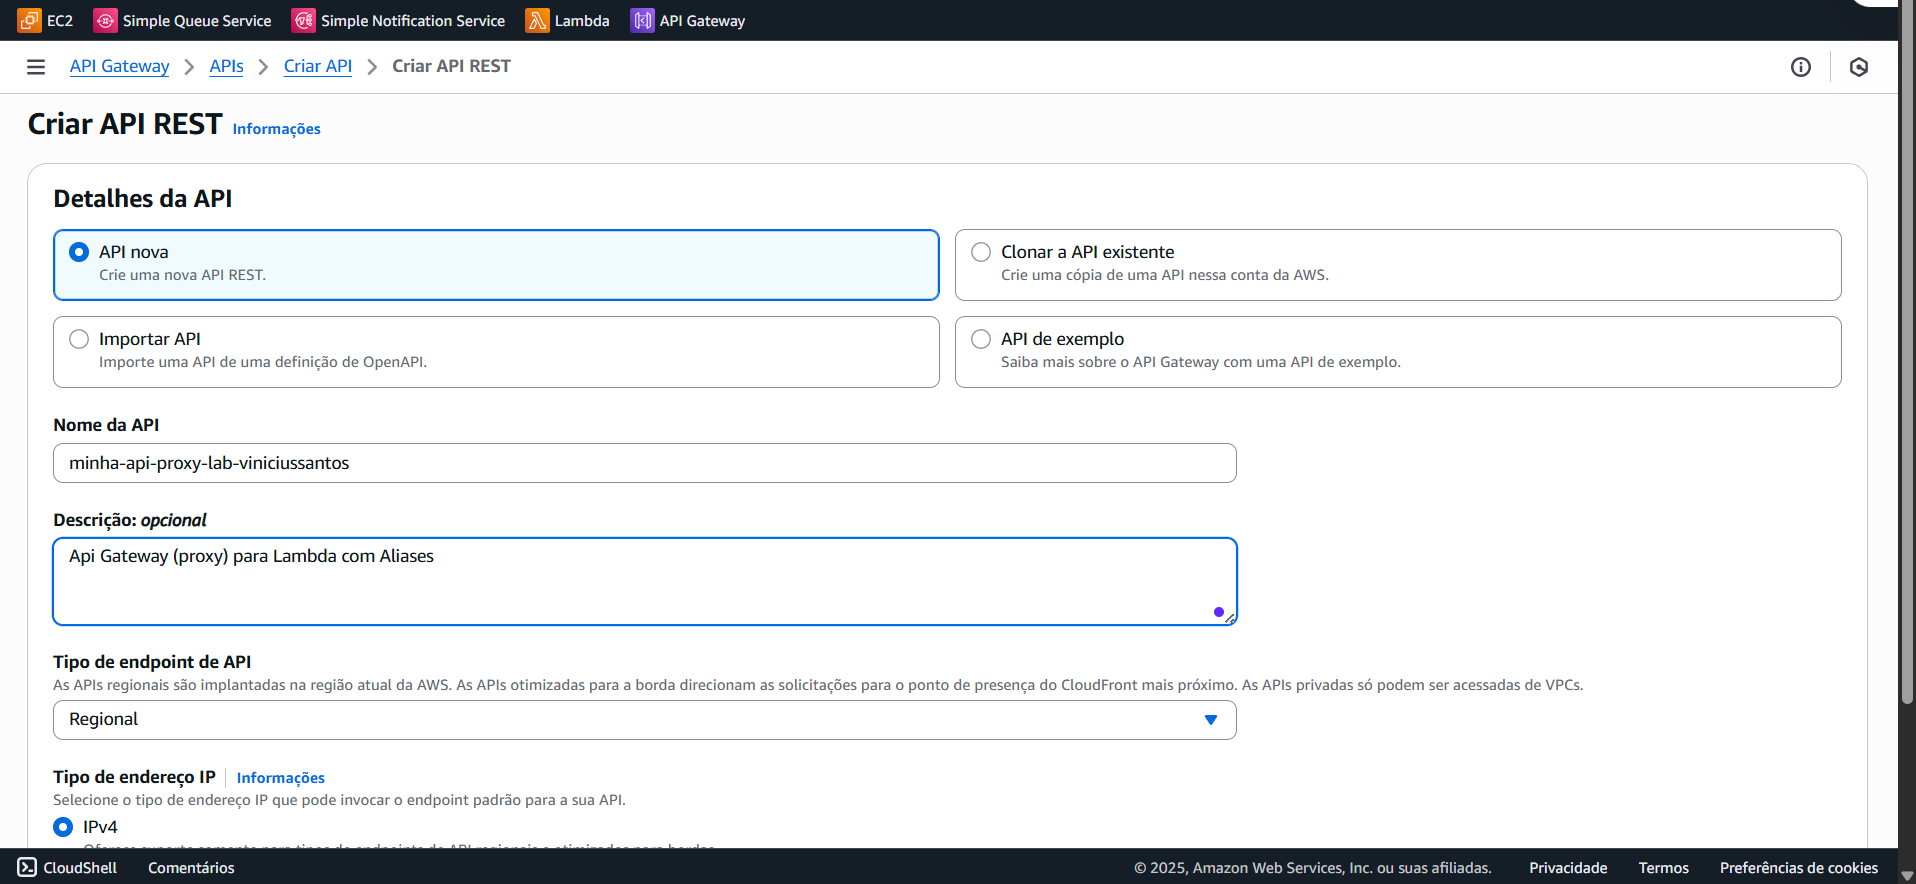 EC2 Simple Queue Service Simple Notification Service Lambda API Gateway
API Gateway APIs Criar API Criar API REST
Criar API REST Informações
Detalhes da API
API nova
Crie uma nova API REST.
Clonar a API existente
Crie uma cópia de uma API nessa conta da AWS.
Importar API
Importe uma API de uma definição de OpenAPI.
API de exemplo
Saiba mais sobre o API Gateway com uma API de exemplo.
Nome da API
minha-api-proxy-lab-viniciussantos
Descrição: opcional
Api Gateway (proxy) para Lambda com Aliases
Tipo de endpoint de API
As APIs regionais são implantadas na região atual da AWS. As APIs otimizadas para a borda direcionam as solicitações para o ponto de presença do CloudFront mais próximo. As APIs privadas só podem ser acessadas de VPCs.
Regional
Tipo de endereço IP Informações
Selecione o tipo de endereço IP que pode invocar o endpoint padrão para a sua API.
IPv4
CloudShell Comentários © 2025, Amazon Web Services, Inc. ou suas afiliadas. Privacidade Termos Preferências de cookies